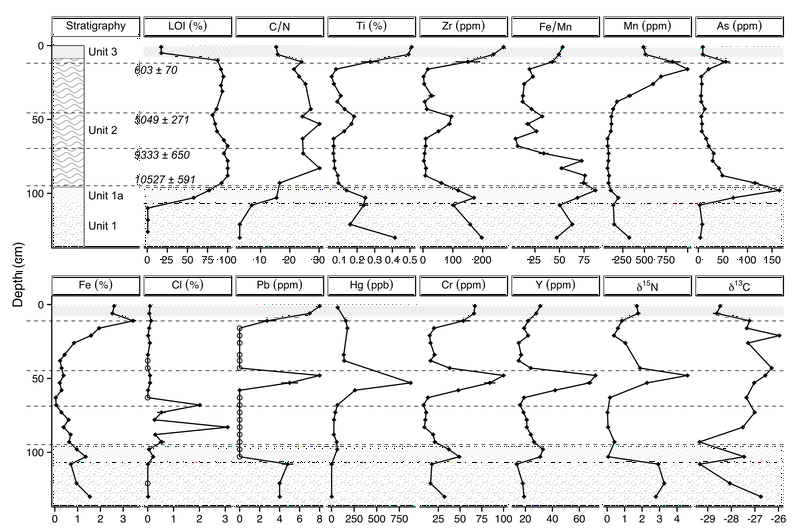 Stratigraphy LOI (%) C/N Ti (%) Zr (ppm) Fe/Mn Mn (ppm) As (ppm)
0
Unit 3
603 ± 70
50
5049 ± 271
Unit 2
9333 ± 650
10527 ± 591
100
Unit 1a
Unit 1
0 25 50 75 100 10 20 30 0.1 0.2 0.3 0.4 0.5 0 100 200 25 50 75 250 500 750 0 50 100 150
Depth (cm)
Fe (%) Cl (%) Pb (ppm) Hg (ppb) Cr (ppm) Y (ppm) δ¹⁵N δ¹³C
0
50
100
0 1 2 3 0 1 2 3 0 2 4 6 8 0 250 500 750 0 25 50 75 100 20 40 60 0 1 2 3 4 -29 -28 -27 -26